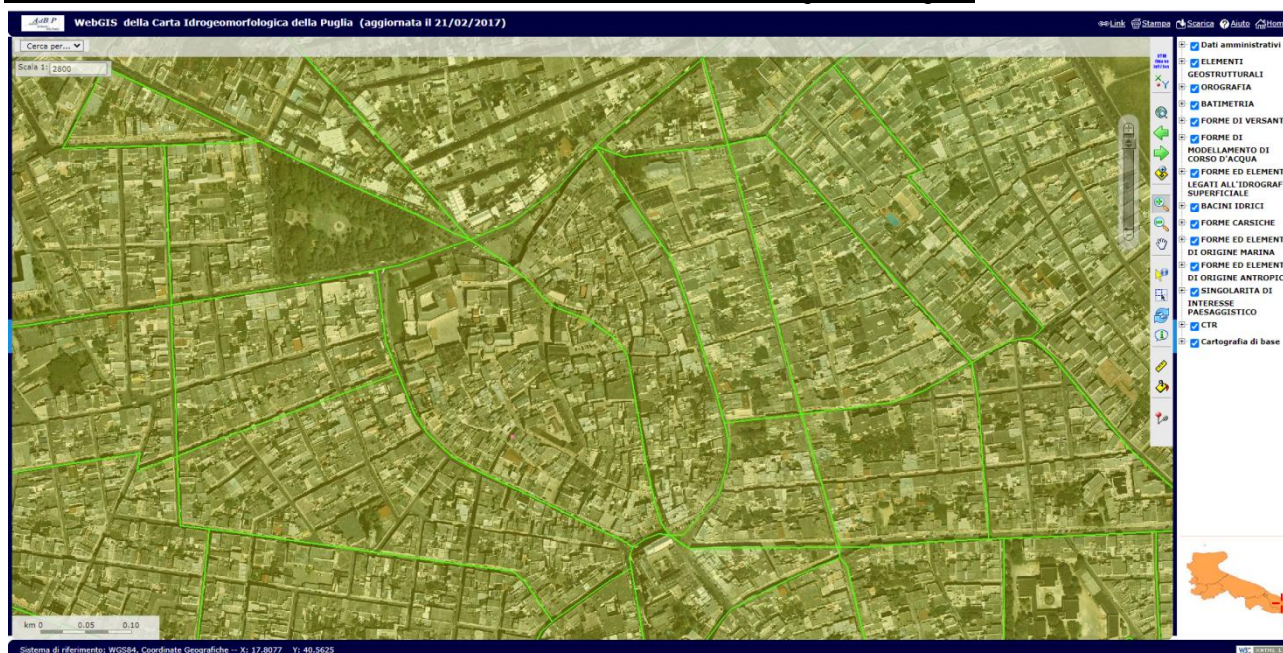 AdB P
WebGIS della Carta Idrogeomorfologica della Puglia (aggiornata il 21/02/2017)
Link Stampa Scarica Aiuto Hom
Cerca per...
Scala 1: 2800
Dati amministrativi
ELEMENTI
GEOSTRUTTURALI
OROGRAFIA
BATIMETRIA
FORME DI VERSANT
FORME DI
MODELLAMENTO DI
CORSO D'ACQUA
FORME ED ELEMENT
LEGATI ALL'IDROGRAF
SUPERFICIALE
BACINI IDRICI
FORME CARSICHE
FORME ED ELEMENT
DI ORIGINE MARINA
FORME ED ELEMENT
DI ORIGINE ANTROPIC
SINGOLARITA DI
INTERESSE
PAESAGGISTICO
CTR
Cartografia di base
km 0 0.05 0.10
Sistema di riferimento: WGS84, Coordinate Geografiche -- X: 17.8077 Y: 40.5625